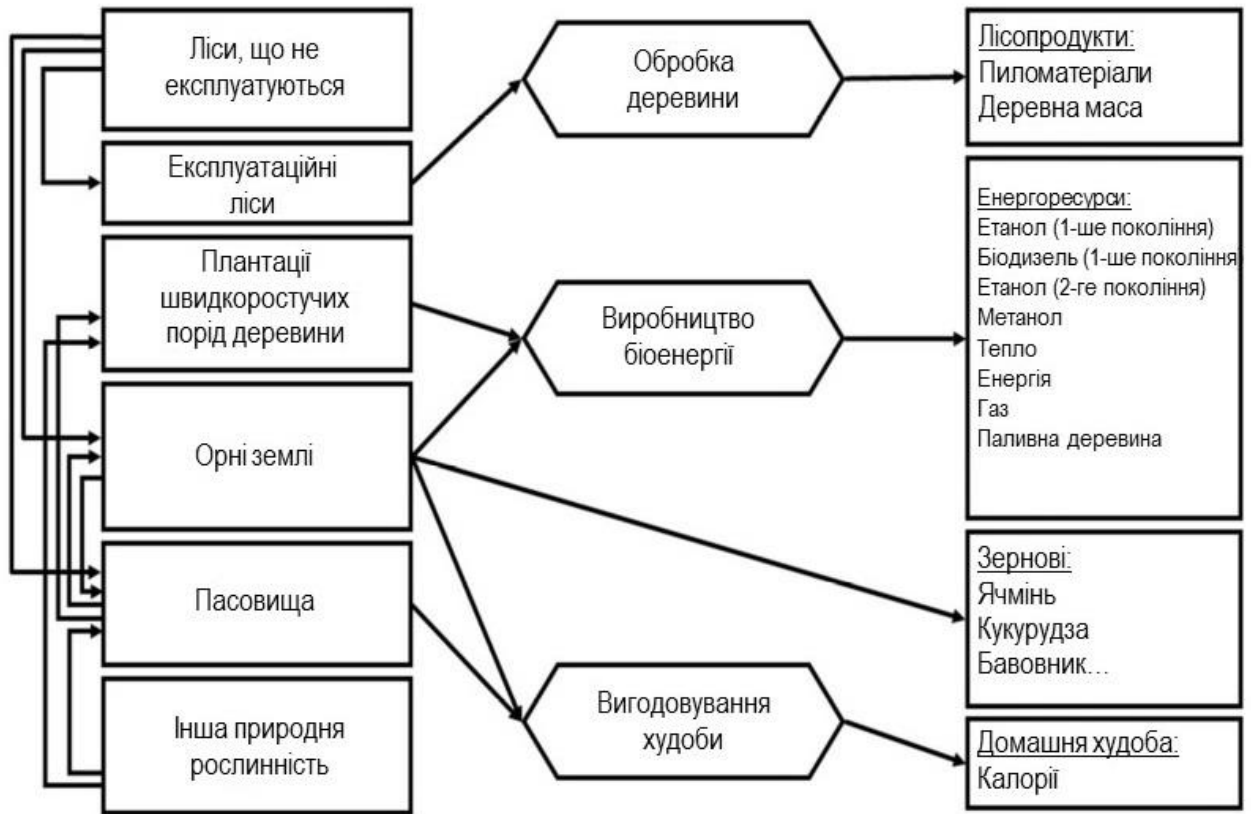 Ліси, що не
експлуатуються
Експлуатаційні
ліси
Плантації
швидкоростучих
порід деревини
Орні землі
Пасовища
Інша природня
рослинність
Обробка
деревини
Виробництво
біоенергії
Вигодовування
худоби
Лісопродукти:
Пиломатеріали
Деревна маса
Енергоресурси:
Етанол (1-ше покоління)
Біодизель (1-ше покоління
Етанол (2-ге покоління)
Метанол
Тепло
Енергія
Газ
Паливна деревина
Зернові:
Ячмінь
Кукурудза
Бавовник...
Домашня худоба:
Калорії